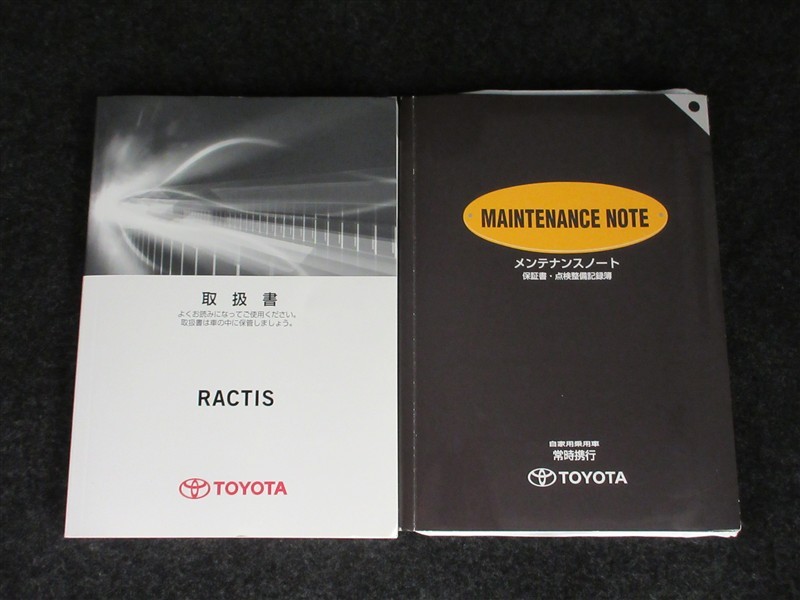 取扱書
よくお読みになってご使用ください。
取扱書は車の中に保管しましょう。
RACTIS
TOYOTA
MAINTENANCE NOTE
メンテナンスノート
保証書・点検整備記録簿
自家用乗用車
常時携行
TOYOTA